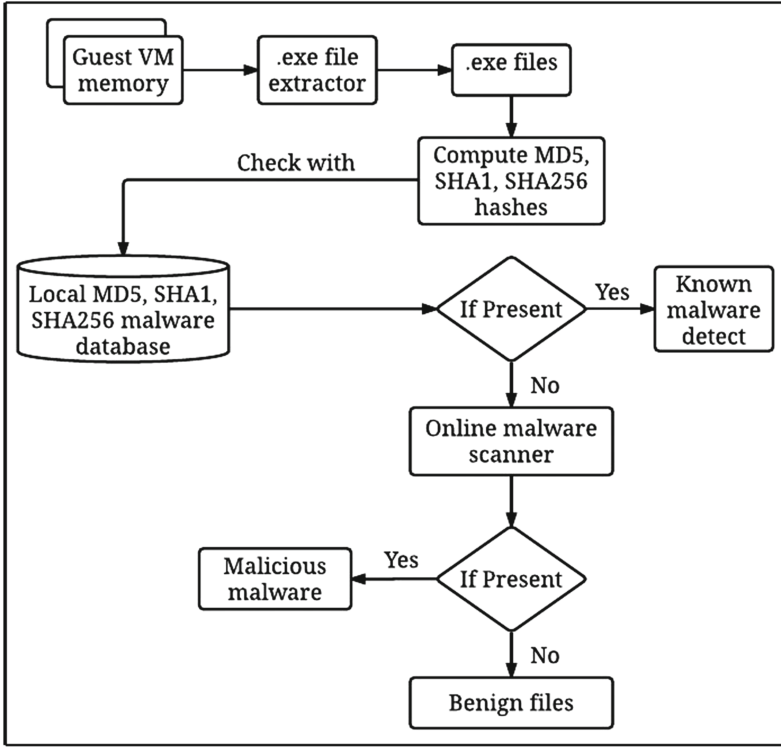 Guest VM
memory
.exe file
extractor
.exe files
Compute MD5,
SHA1, SHA256
hashes
Check with
Local MD5, SHA1,
SHA256 malware
database
If Present
Yes
Known
malware
detect
No
Online malware
scanner
If Present
Yes
Malicious
malware
No
Benign files